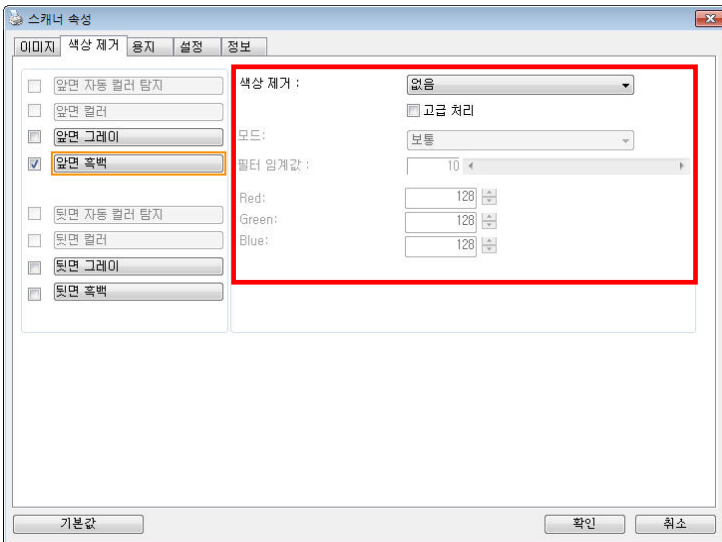 스캐너 속성
이미지 색상 제거 용지 설정 정보
앞면 자동 컬러 탐지
앞면 컬러
앞면 그레이
앞면 흑백
뒷면 자동 컬러 탐지
뒷면 컬러
뒷면 그레이
뒷면 흑백
색상 제거 : 없음
고급 처리
모드: 보통
필터 임계값 : 10
Red: 128
Green: 128
Blue: 128
기본값 확인 취소